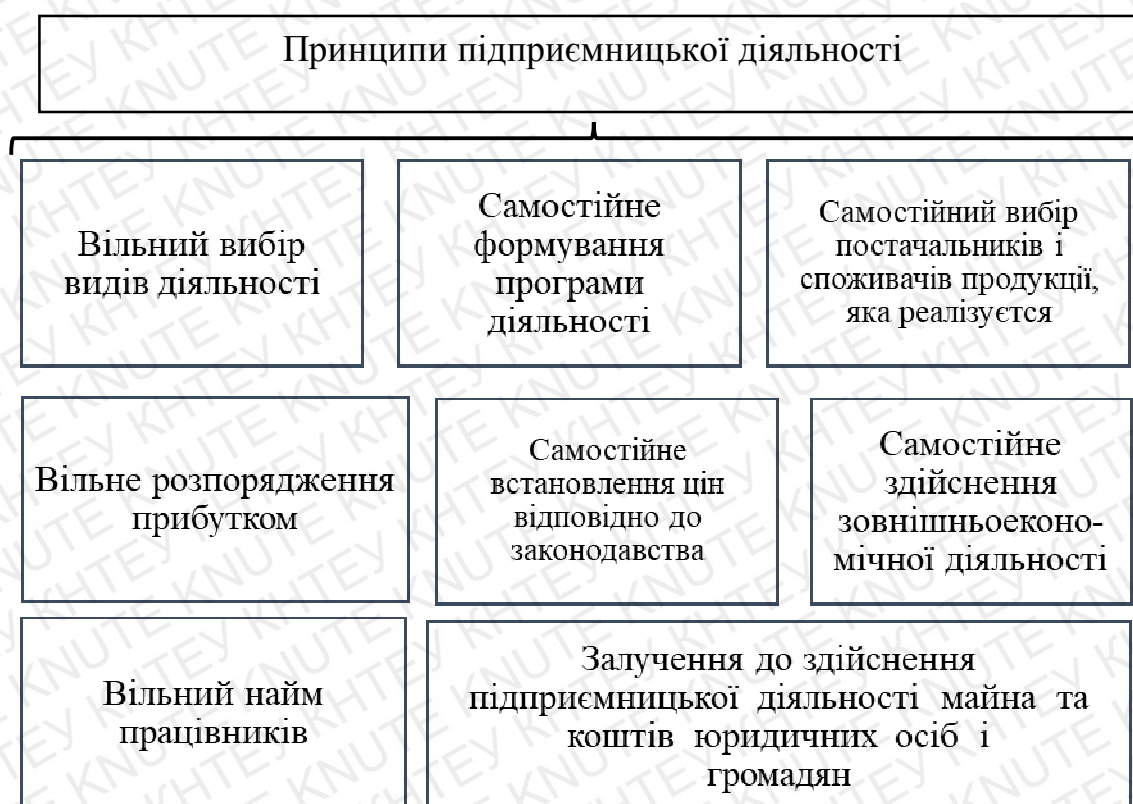 Принципи підприємницької діяльності
Вільний вибір
видів діяльності
Самостійне
формування
програми
діяльності
Самостійний вибір
постачальників і
споживачів продукції,
яка реалізуєтся
Вільне розпорядження
прибутком
Самостійне
встановлення цін
відповідно до
законодавства
Самостійне
здійснення
зовнішньоеконо-
мічної діяльності
Вільний найм
працівників
Залучення до здійснення
підприємницької діяльності майна та
коштів юридичних осіб і
громадян